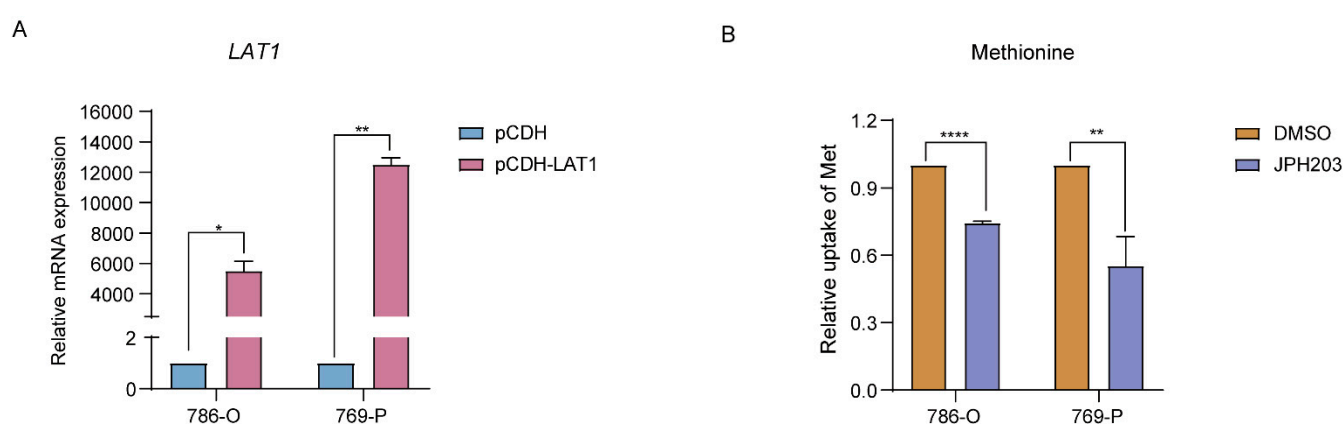 A
LAT1
Relative mRNA expression
16000
14000
12000
10000
8000
6000
4000
2
0
*
**
786-O
769-P
pCDH
pCDH-LAT1
B
Methionine
Relative uptake of Met
1.2
0.9
0.6
0.3
0.0
****
**
786-O
769-P
DMSO
JPH203